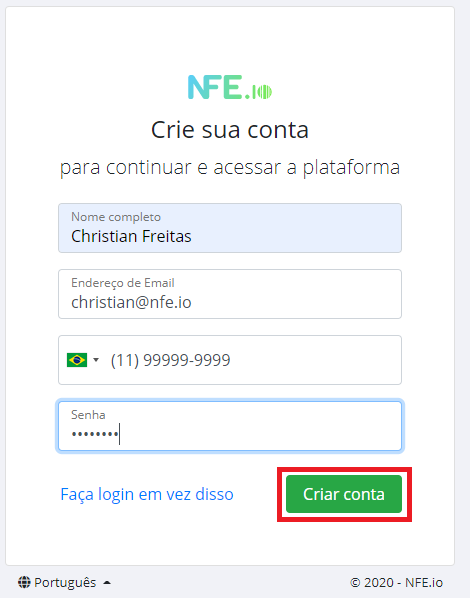 NFE.io
Crie sua conta
para continuar e acessar a plataforma
Nome completo
Christian Freitas
Endereço de Email
christian@nfe.io
(11) 99999-9999
Senha
••••••••
Faça login em vez disso
Criar conta
Português
© 2020 - NFE.io